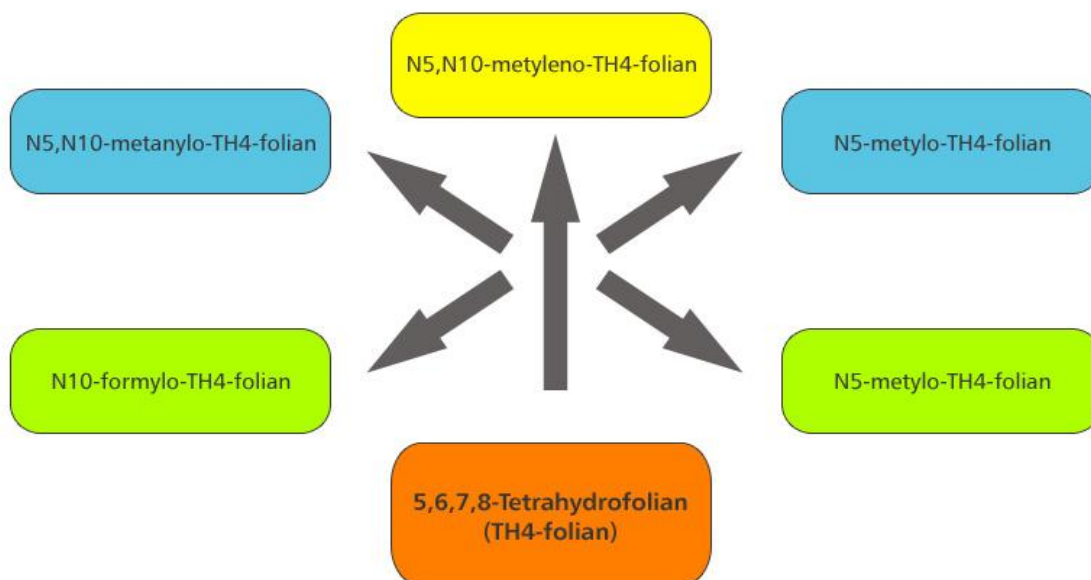 N5,N10-metyleno-TH4-folian
N5,N10-metanylo-TH4-folian
N5-metylo-TH4-folian
N10-formylo-TH4-folian
N5-metylo-TH4-folian
5,6,7,8-Tetrahydrofolian
(TH4-folian)